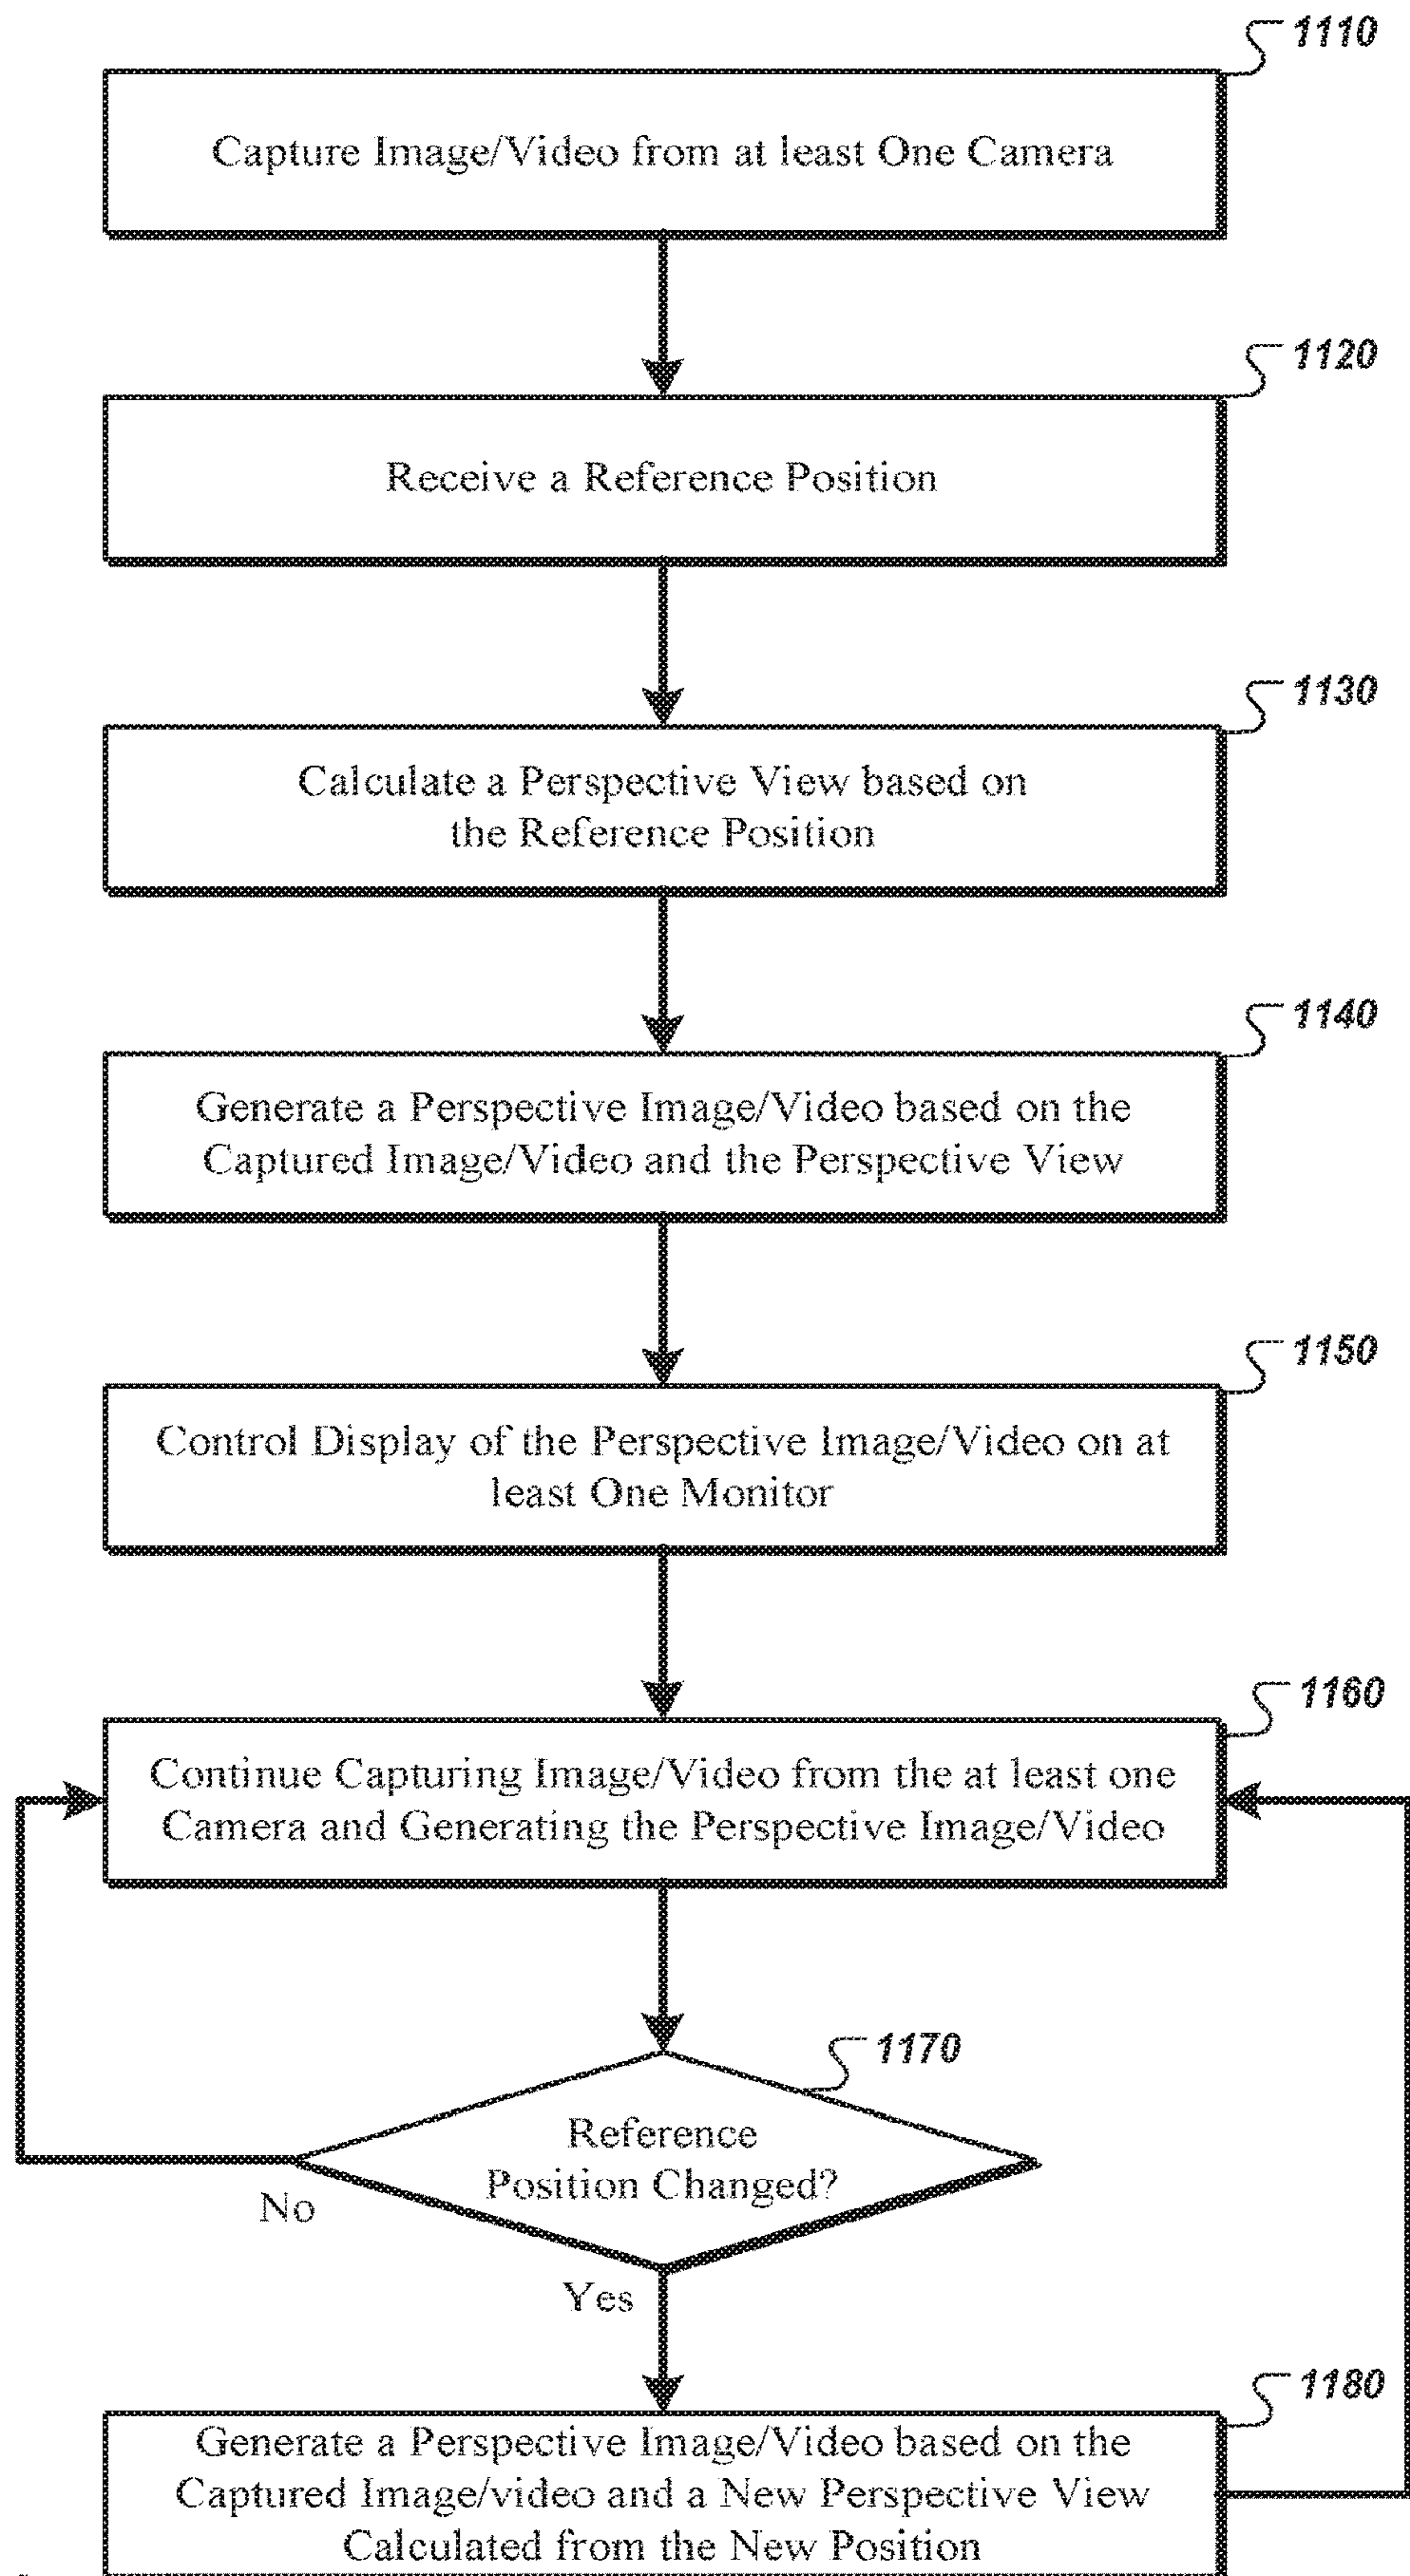 1110
Capture Image/Video from at least One Camera
1120
Receive a Reference Position
1130
Calculate a Perspective View based on
the Reference Position
1140
Generate a Perspective Image/Video based on the
Captured Image/Video and the Perspective View
1150
Control Display of the Perspective Image/Video on at
least One Monitor
1160
Continue Capturing Image/Video from the at least one
Camera and Generating the Perspective Image/Video
1170
Reference
Position Changed?
No
Yes
1180
Generate a Perspective Image/Video based on the
Captured Image/video and a New Perspective View
Calculated from the New Position